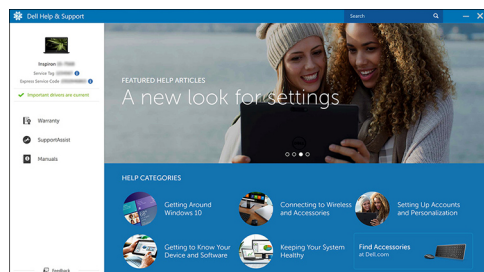 Dell Help & Support
Search
Inspiron
Service Tag
Express Service Code
Important drivers are current
Warranty
SupportAssist
Manuals
Feedback
FEATURED HELP ARTICLES
A new look for settings
HELP CATEGORIES
Getting Around
Windows 10
Connecting to Wireless
and Accessories
Setting Up Accounts
and Personalization
Getting to Know Your
Device and Software
Keeping Your System
Healthy
Find Accessories
at Dell.com